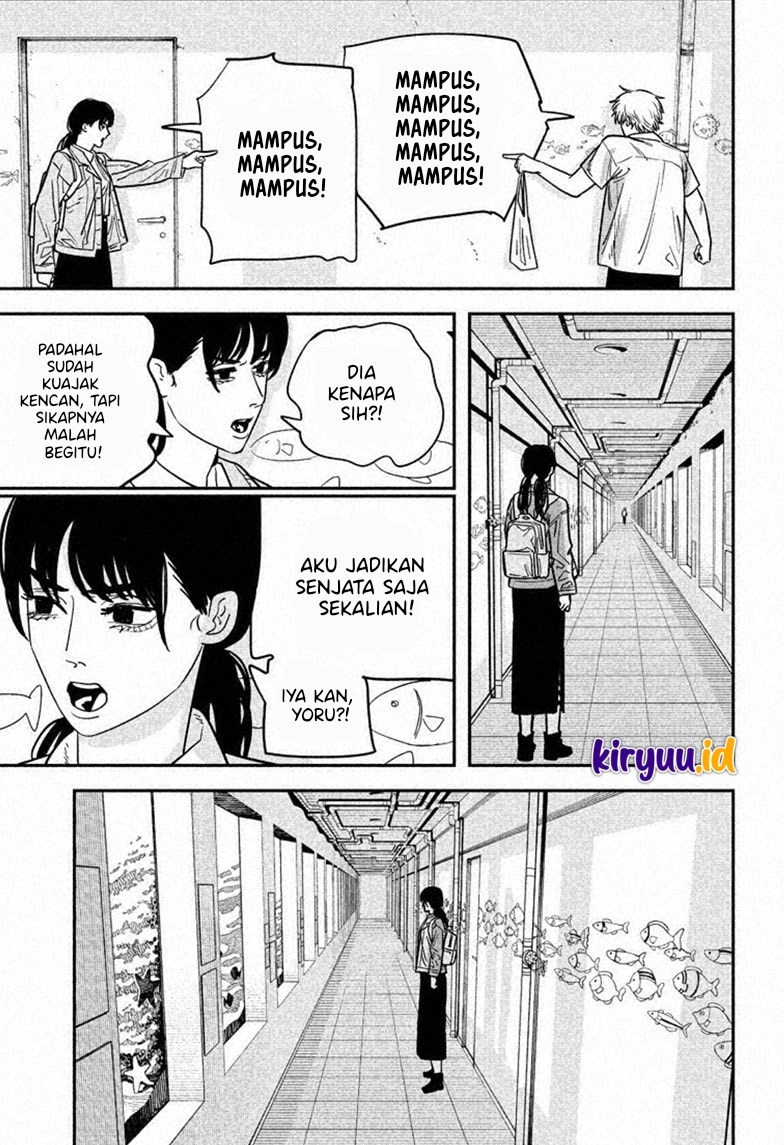 MAMPUS,
MAMPUS,
MAMPUS,
MAMPUS,
MAMPUS!
MAMPUS,
MAMPUS,
MAMPUS!
DIA
KENAPA
SIH?!
PADAHAL
SUDAH
KUAJAK
KENCAN, TAPI
SIKAPNYA
MALAH
BEGITU!
AKU JADIKAN
SENJATA SAJA
SEKALIAN!
IYA KAN,
YORU?!
kiryuu.id